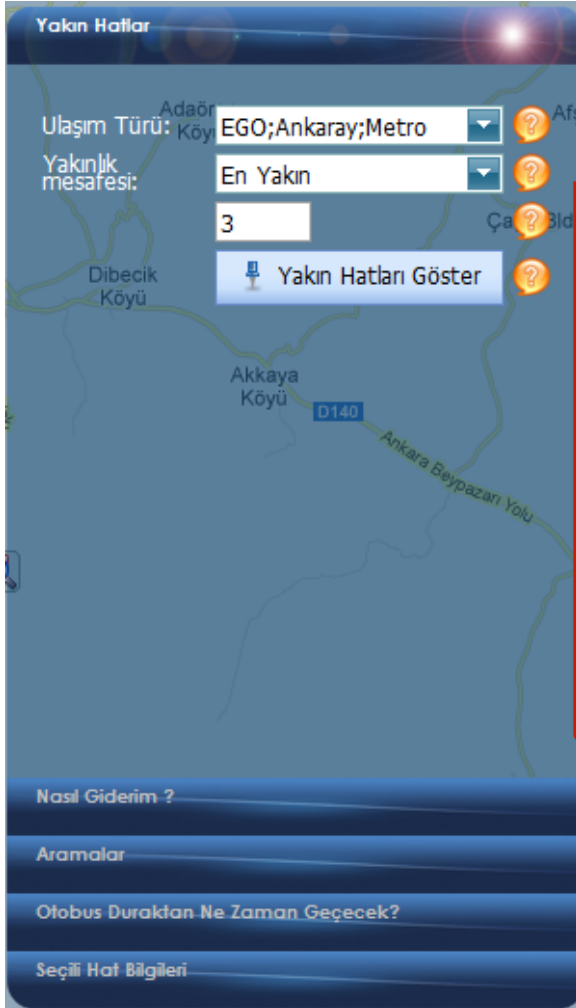 Yakın Hatlar
Ulaşım Türü:
EGO;Ankaray;Metro
Yakınlık
mesafesi:
En Yakın
3
Yakın Hatları Göster
Dibecik
Köyü
Akkaya
Köyü
D140
Ankara Beypazarı Yolu
Nasıl Giderim ?
Aramalar
Otobus Duraktan Ne Zaman Geçecek?
Seçili Hat Bilgileri